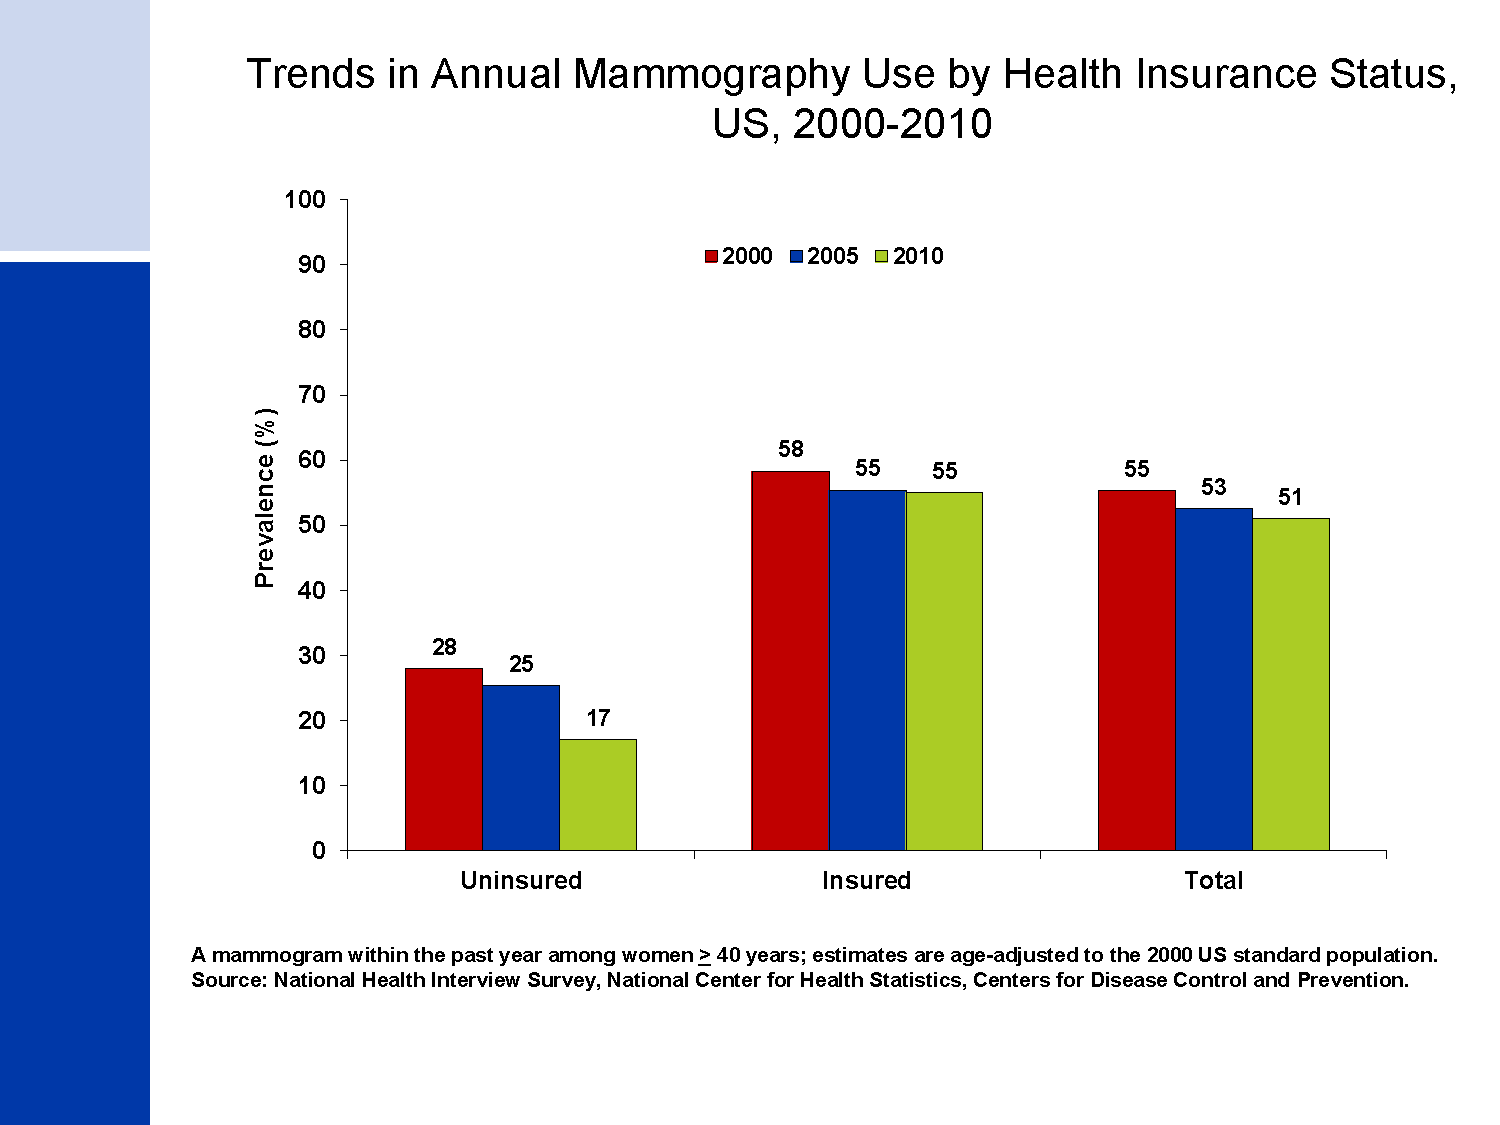 Trends in Annual Mammography Use by Health Insurance Status,
US, 2000-2010
100
90
80
70
60
50
40
30
20
10
0
Prevalence (%)
2000 2005 2010
28
25
17
58
55
55
55
53
51
Uninsured Insured Total
A mammogram within the past year among women > 40 years; estimates are age-adjusted to the 2000 US standard population.
Source: National Health Interview Survey, National Center for Health Statistics, Centers for Disease Control and Prevention.